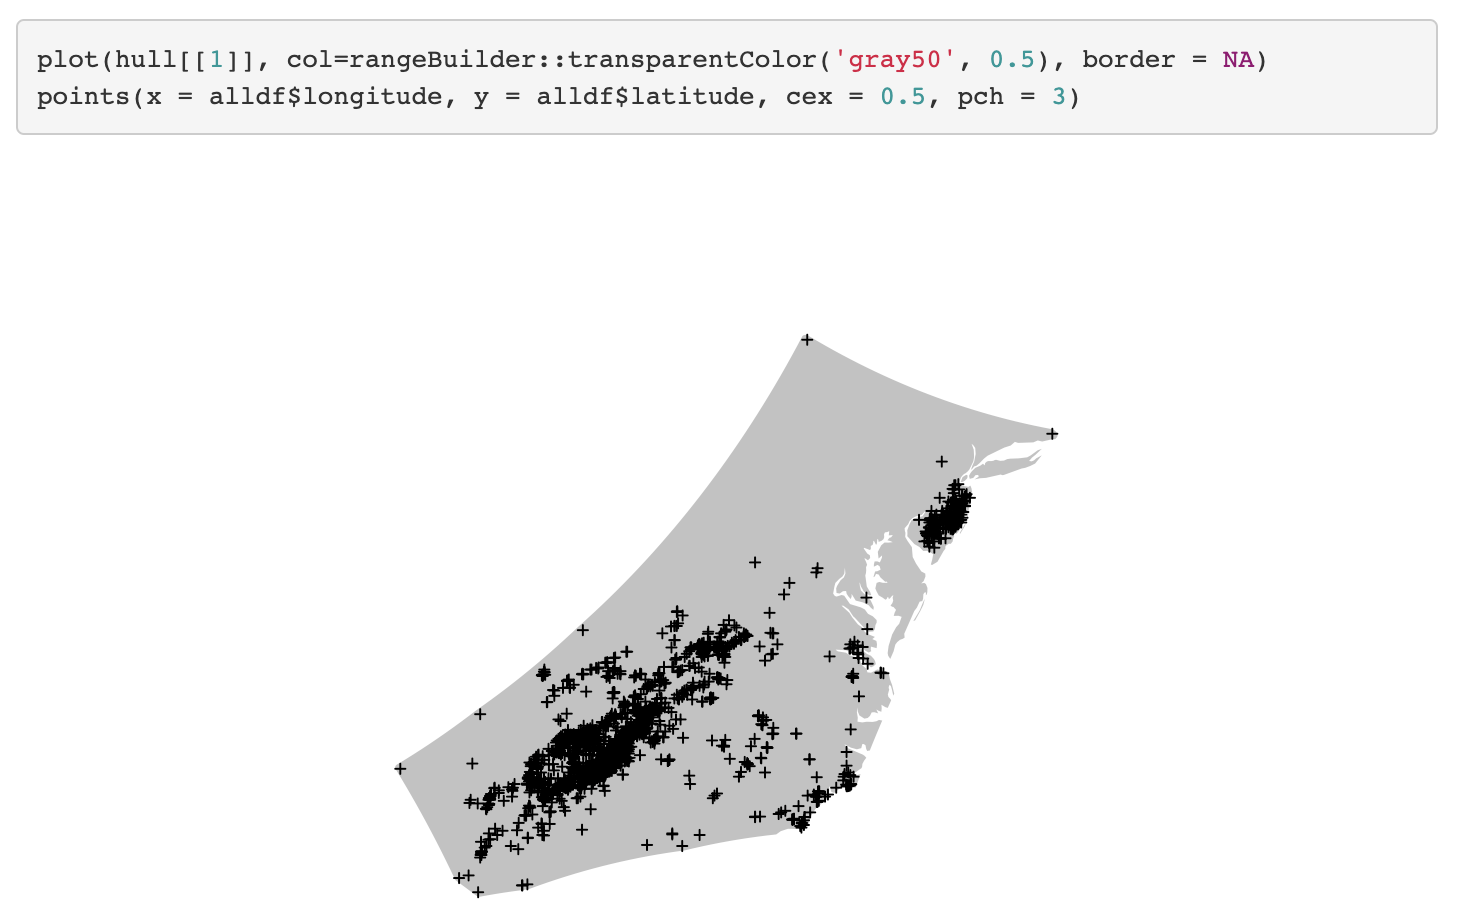 plot(hull[[1]], col=rangeBuilder::transparentColor('gray50', 0.5), border = NA)
points(x = alldf$longitude, y = alldf$latitude, cex = 0.5, pch = 3)